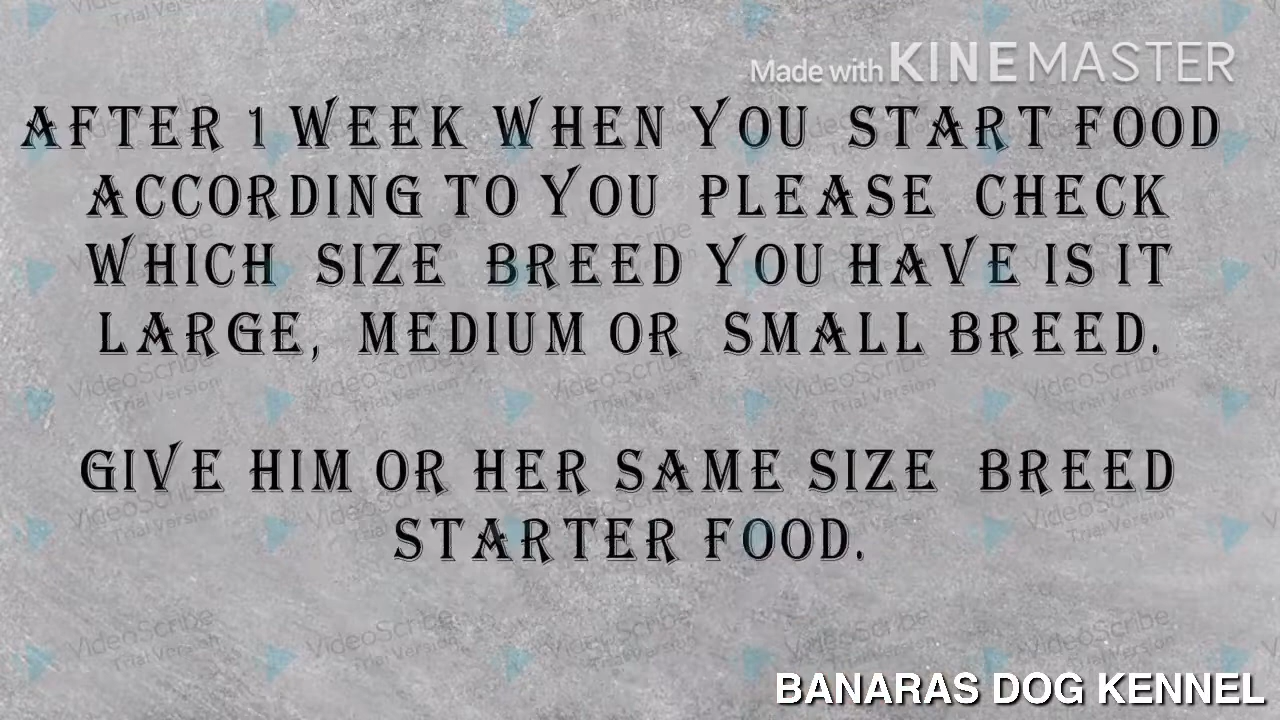 Made with KINEMASTER
AFTER 1 WEEK WHEN YOU START FOOD
ACCORDING TO YOU PLEASE CHECK
WHICH SIZE BREED YOU HAVE IS IT
LARGE, MEDIUM OR SMALL BREED.
GIVE HIM OR HER SAME SIZE BREED
STARTER FOOD.
VideoScribe
Trial Version
BANARAS DOG KENNEL